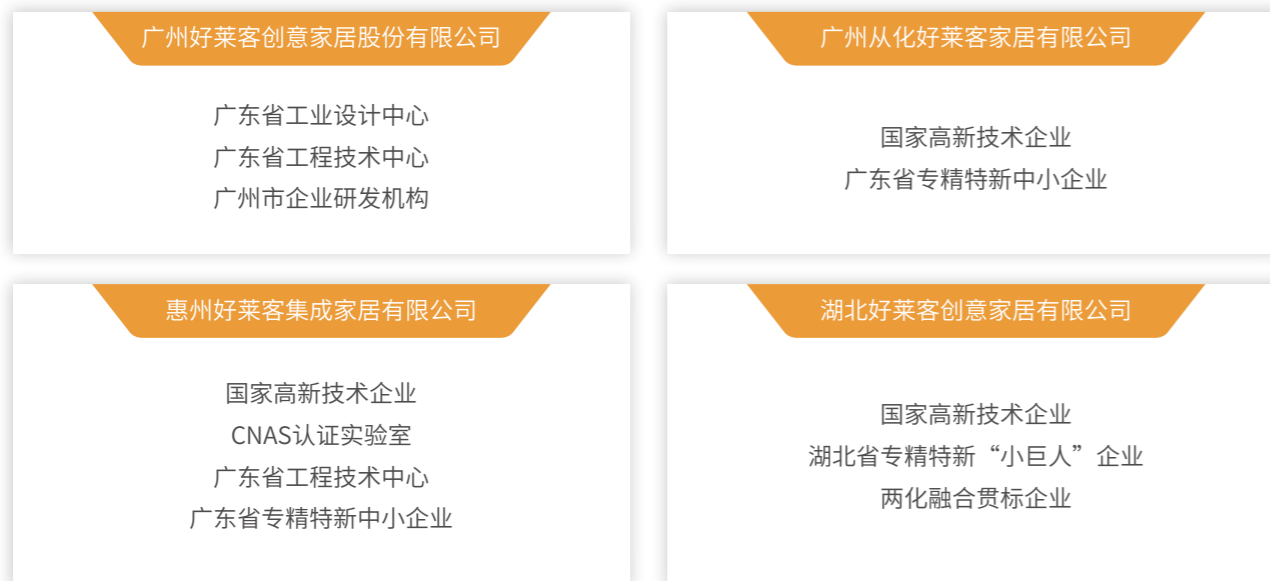 广州好莱客创意家居股份有限公司
广东省工业设计中心
广东省工程技术中心
广州市企业研发机构
广州从化好莱客家居有限公司
国家高新技术企业
广东省专精特新中小企业
惠州好莱客集成家居有限公司
国家高新技术企业
CNAS认证实验室
广东省工程技术中心
广东省专精特新中小企业
湖北好莱客创意家居有限公司
国家高新技术企业
湖北省专精特新“小巨人”企业
两化融合贯标企业